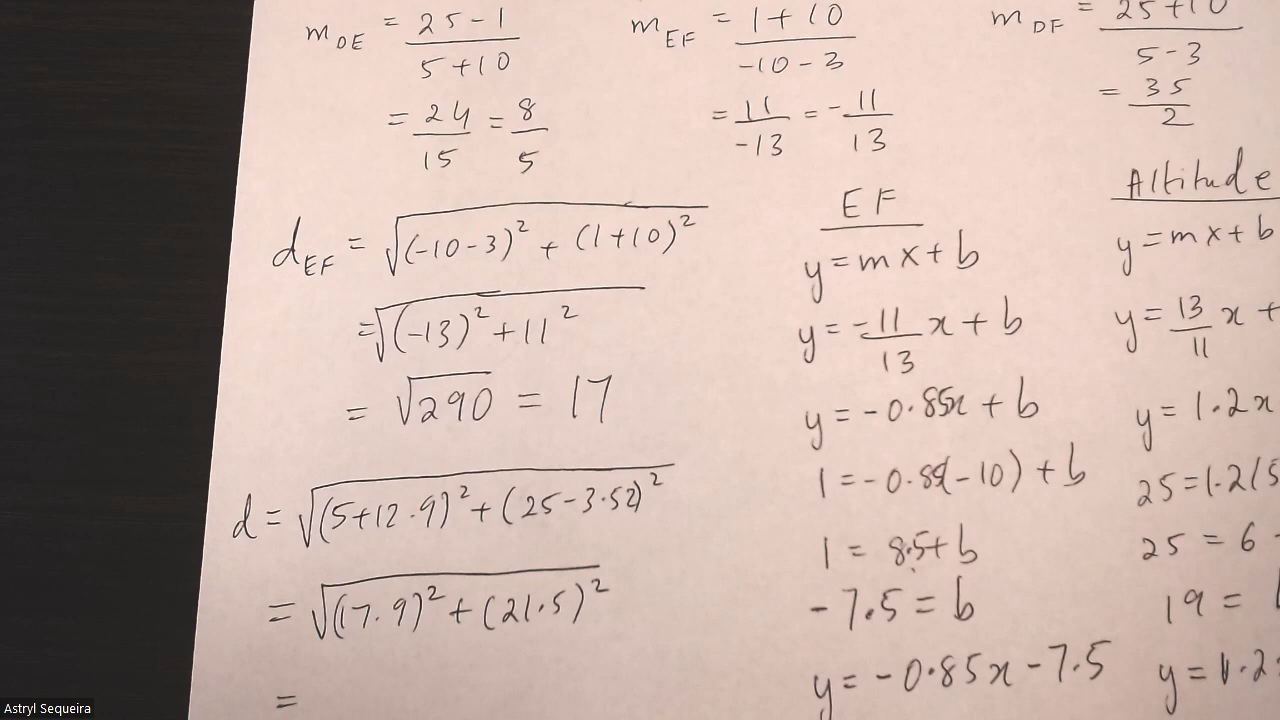 m_DE = (25 - 1)/(5 + 10)
= 24/15 = 8/5
m_EF = (1 + 10)/(-10 - 3)
= 11/-13 = -11/13
m_DF = (25 + 10)/(5 - 3)
= 35/2
d_EF = √((-10 - 3)² + (1 + 10)²)
= √((-13)² + 11²)
= √290 = 17
d = √((5 + 12.9)² + (25 - 3.52)²)
= √((17.9)² + (21.5)²)
=
EF
y = mx + b
y = -11/13 x + b
y = -0.85x + b
1 = -0.85(-10) + b
1 = 8.5 + b
-7.5 = b
y = -0.85x - 7.5
Altitude
y = mx + b
y = 13/11 x +
y = 1.2x
25 = 1.2(5
25 = 6
19 =
y = 1.2
Astryl Sequeira